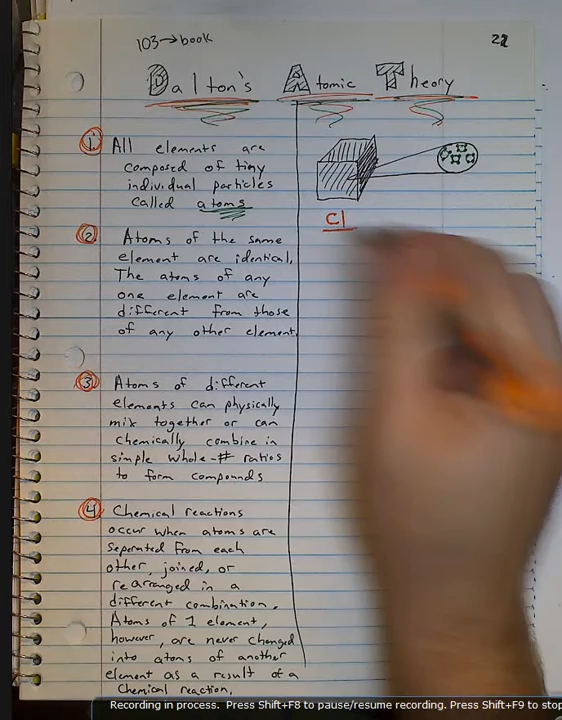 103→book
22
Dalton's Atomic Theory
1. All elements are
composed of tiny
individual particles
called atoms
2 Atoms of the same
element are identical.
The atoms of any
one element are
different from those
of any other element.
3 Atoms of different
elements can physically
mix together or can
chemically combine in
simple whole-# ratios
to form compounds
4 Chemical reactions
occur when atoms are
seperated from each
other, joined, or
rearranged in a
different combination.
Atoms of 1 element,
however, are never changed
into atoms of another
element as a result of a
Chemical reaction.
Cl
Recording in process. Press Shift+F8 to pause/resume recording. Press Shift+F9 to stop